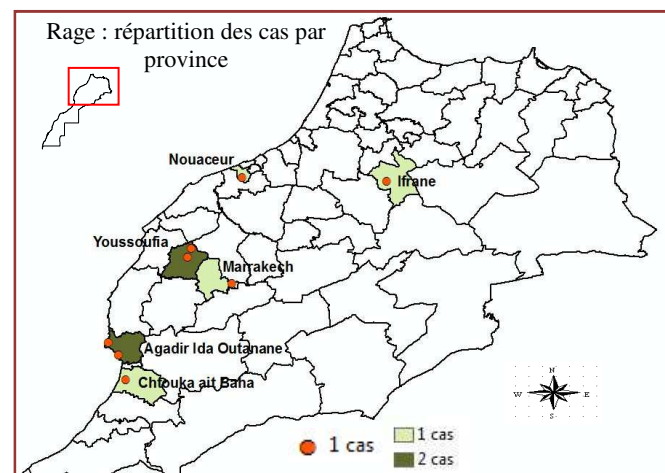 Rage : répartition des cas par
province
Nouaceur
Ifrane
Youssoufia
Marrakech
Agadir Ida Outanane
Chtouka ait Baha
N
W
E
S
1 cas
1 cas
2 cas